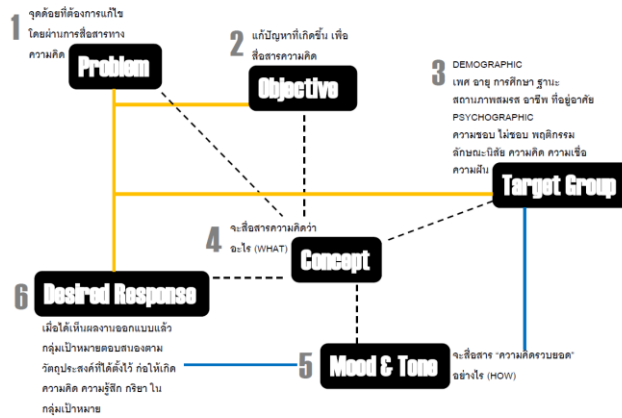 1
จุดด้อยที่ต้องการแก้ไข
โดยผ่านการสื่อสารทาง
ความคิด
Problem
2
แก้ปัญหาที่เกิดขึ้น เพื่อ
สื่อสารความคิด
Objective
3
DEMOGRAPHIC
เพศ อายุ การศึกษา ฐานะ
สถานภาพสมรส อาชีพ ที่อยู่อาศัย
PSYCHOGRAPHIC
ความชอบ ไม่ชอบ พฤติกรรม
ลักษณะนิสัย ความคิด ความเชื่อ
ความฝัน
Target Group
4
จะสื่อสารความคิดว่า
อะไร (WHAT)
Concept
5
Mood & Tone
จะสื่อสาร "ความคิดรวบยอด"
อย่างไร (HOW)
6
Desired Response
เมื่อได้เห็นผลงานออกแบบแล้ว
กลุ่มเป้าหมายตอบสนองตาม
วัตถุประสงค์ที่ได้ตั้งไว้ ก่อให้เกิด
ความคิด ความรู้สึก กริยา ใน
กลุ่มเป้าหมาย